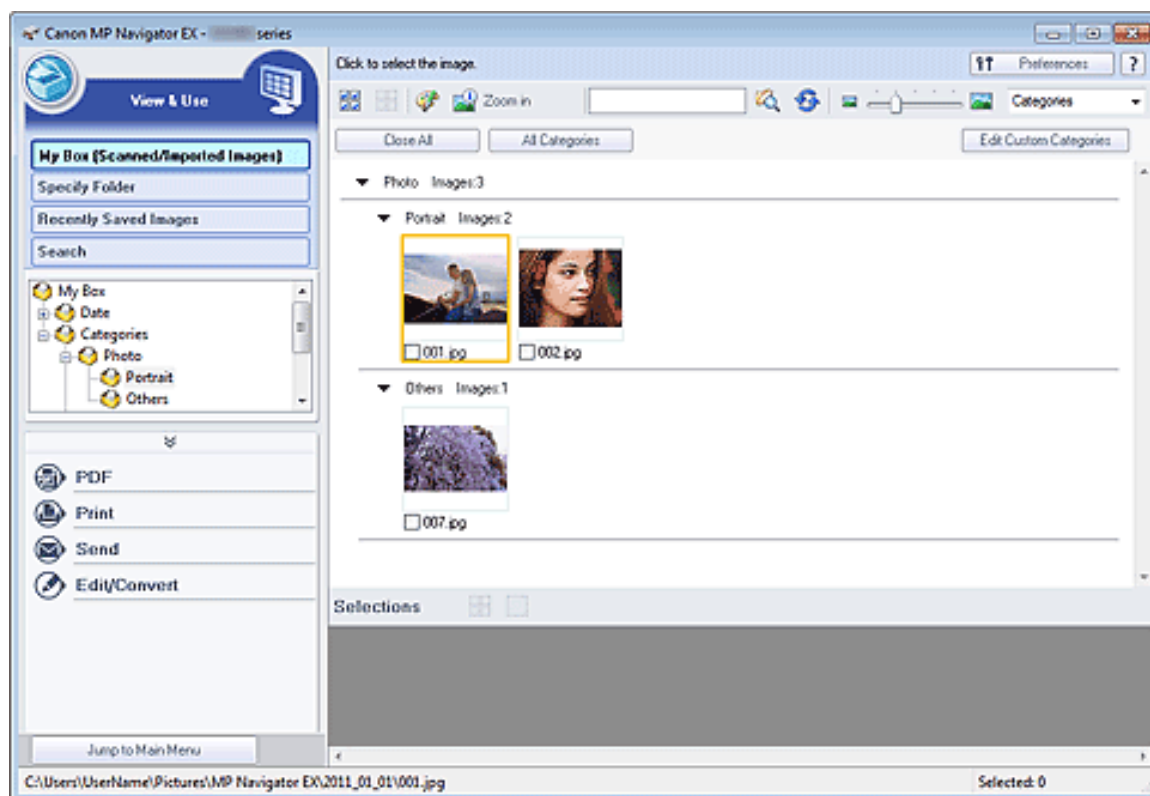 Canon MP Navigator EX - series
View & Use
My Box (Scanned/Imported Images)
Specify Folder
Recently Saved Images
Search
My Box
Date
Categories
Photo
Portrait
Others
PDF
Print
Send
Edit/Convert
Jump to Main Menu
Click to select the image.
Preferences ?
Zoom in
Categories
Close All All Categories Edit Custom Categories
Photo Images:3
Portrait Images:2
001.jpg 002.jpg
Others Images:1
007.jpg
Selections
C:\Users\UserName\Pictures\MP Navigator EX\2011_01_01\001.jpg Selected: 0